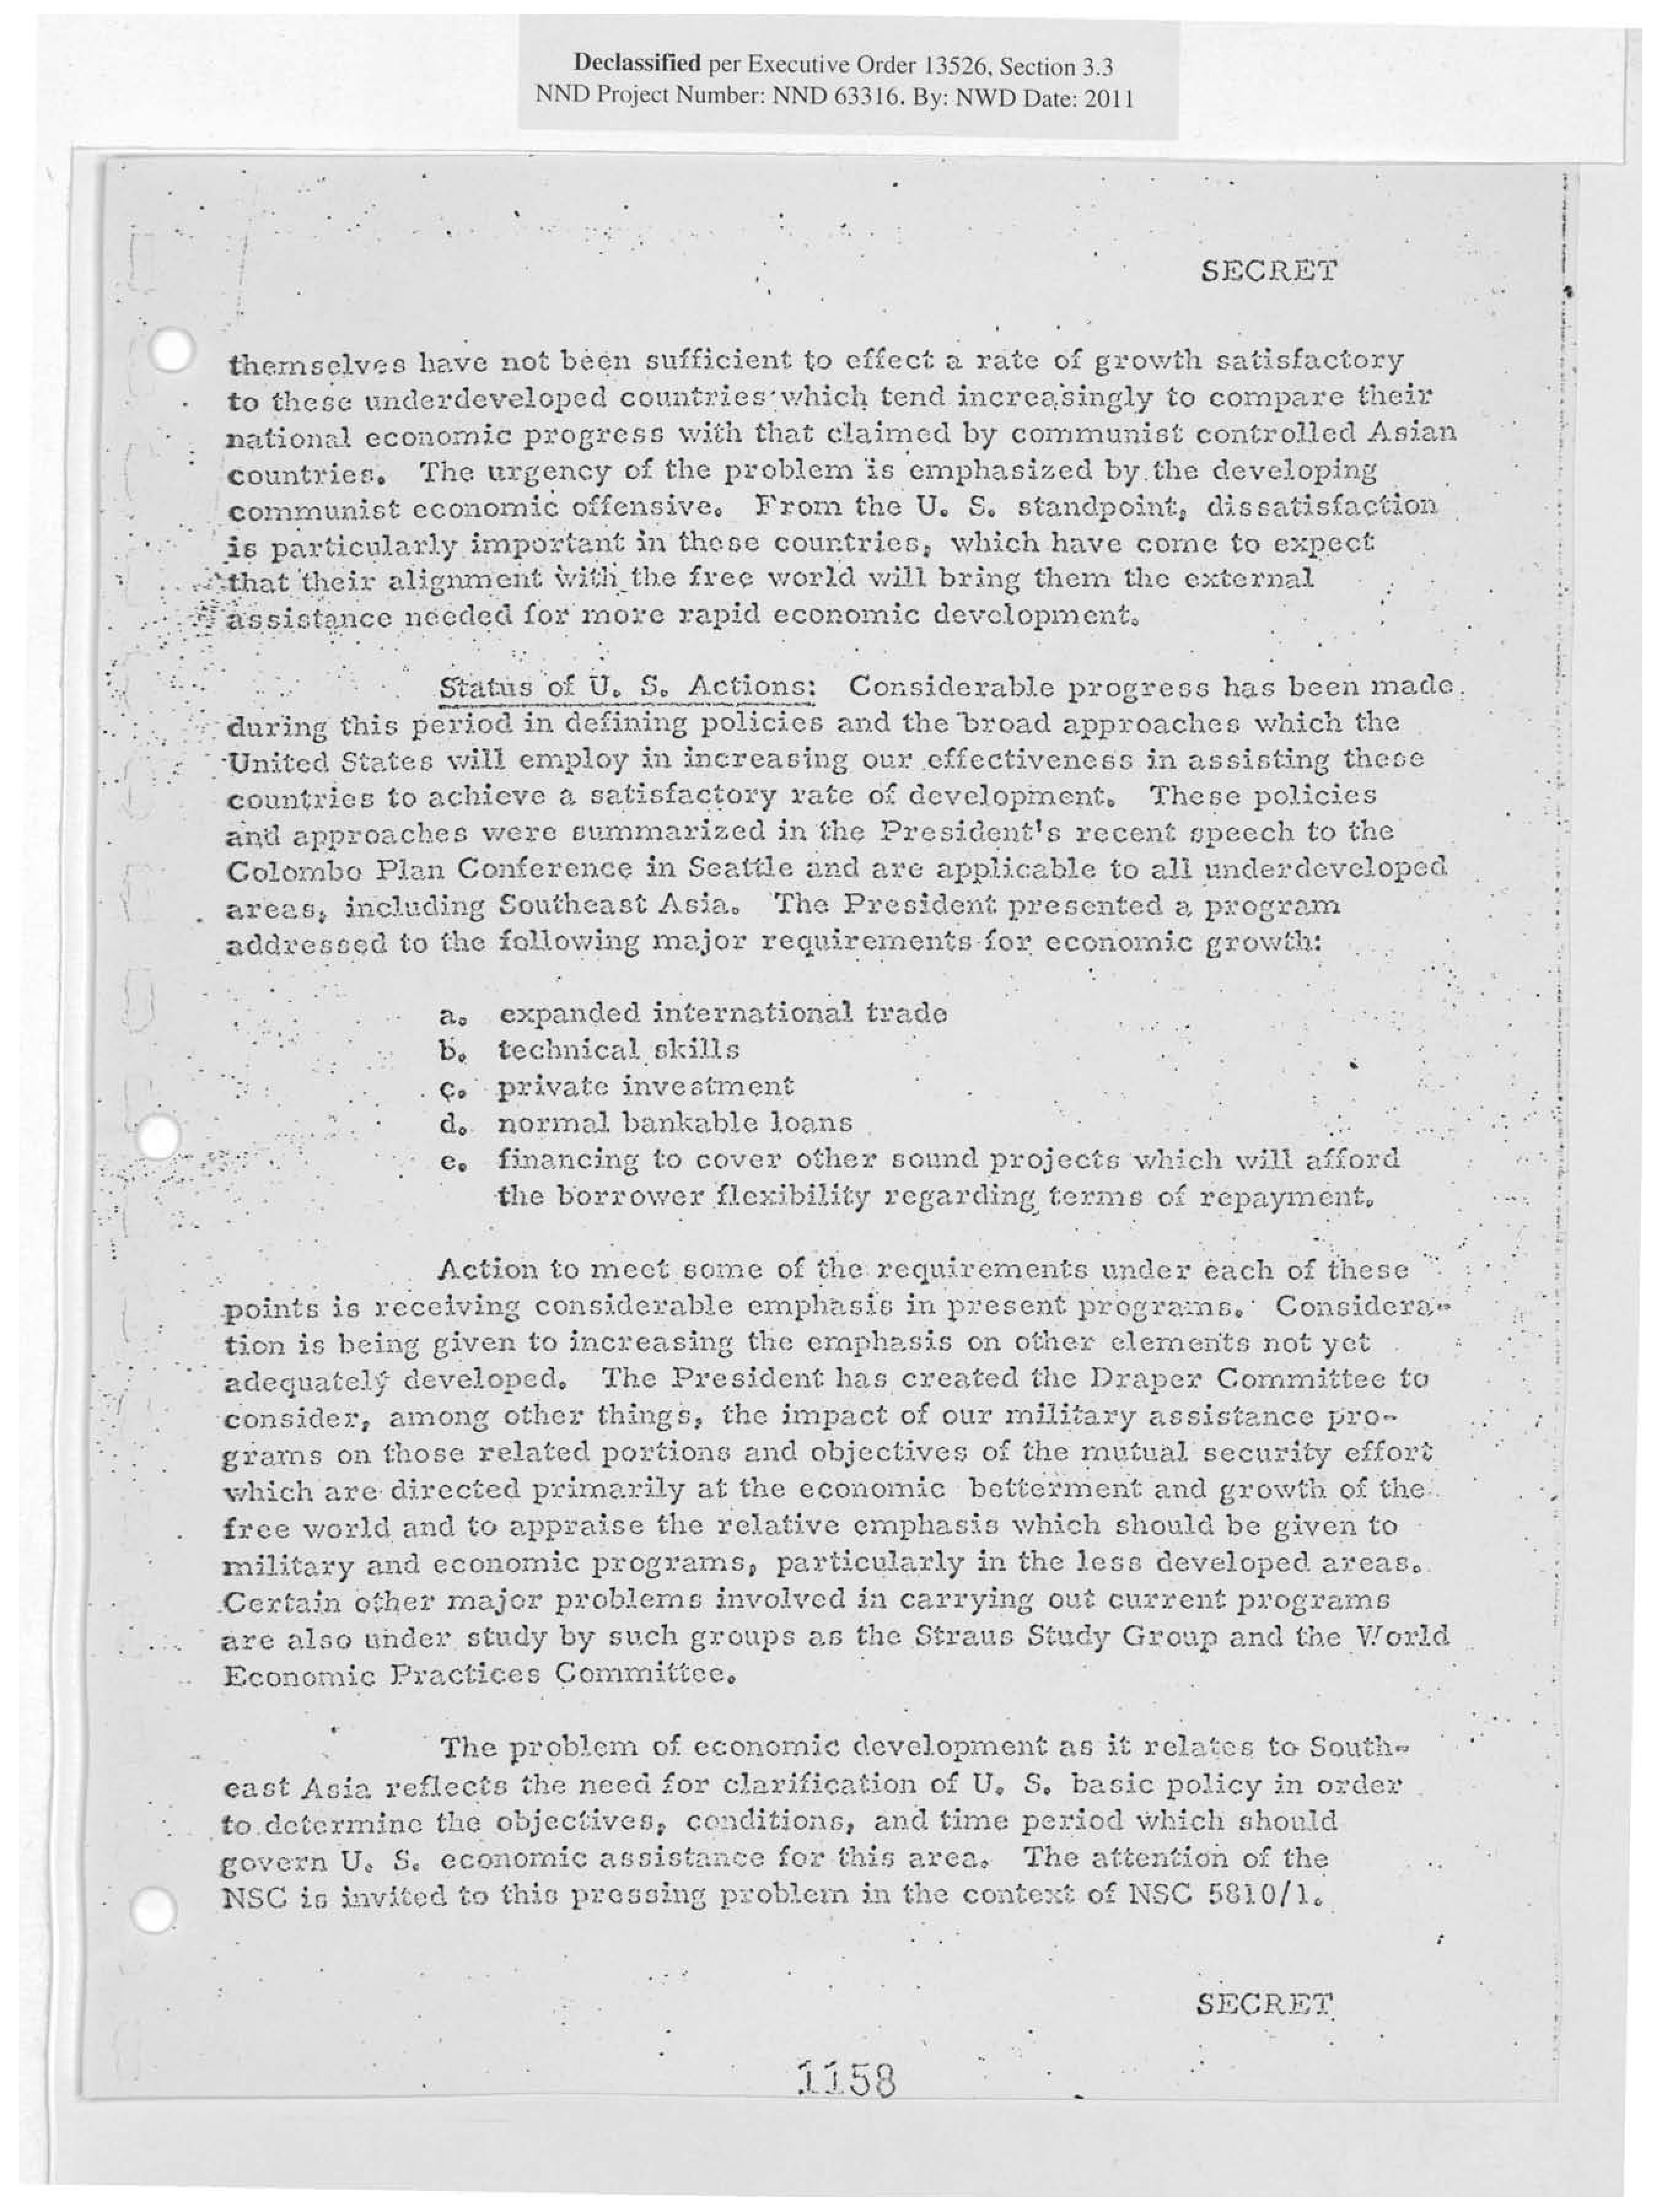 Declassified per Executive Order 13526, Section 3.3
NND Project Number: NND 63316. By: NWD Date: 2011
SECRET
themselves have not been sufficient to effect a rate of growth satisfactory
to these underdeveloped countries which tend increasingly to compare their
national economic progress with that claimed by communist controlled Asian
countries. The urgency of the problem is emphasized by the developing
communist economic offensive. From the U. S. standpoint, dissatisfaction
is particularly important in those countries, which have come to expect
that their alignment with the free world will bring them the external
assistance needed for more rapid economic development.
Status of U. S. Actions: Considerable progress has been made
during this period in defining policies and the broad approaches which the
United States will employ in increasing our effectiveness in assisting these
countries to achieve a satisfactory rate of development. These policies
and approaches were summarized in the President's recent speech to the
Colombo Plan Conference in Seattle and are applicable to all underdeveloped
areas, including Southeast Asia. The President presented a program
addressed to the following major requirements for economic growth:
a. expanded international trade
b. technical skills
c. private investment
d. normal bankable loans
e. financing to cover other sound projects which will afford
the borrower flexibility regarding terms of repayment.
Action to meet some of the requirements under each of these
points is receiving considerable emphasis in present programs. Considera-
tion is being given to increasing the emphasis on other elements not yet
adequately developed. The President has created the Draper Committee to
consider, among other things, the impact of our military assistance pro-
grams on those related portions and objectives of the mutual security effort
which are directed primarily at the economic betterment and growth of the
free world and to appraise the relative emphasis which should be given to
military and economic programs, particularly in the less developed areas.
Certain other major problems involved in carrying out current programs
are also under study by such groups as the Straus Study Group and the World
Economic Practices Committee.
The problem of economic development as it relates to South-
east Asia reflects the need for clarification of U. S. basic policy in order
to determine the objectives, conditions, and time period which should
govern U. S. economic assistance for this area. The attention of the
NSC is invited to this pressing problem in the context of NSC 5810/1.
SECRET
1158